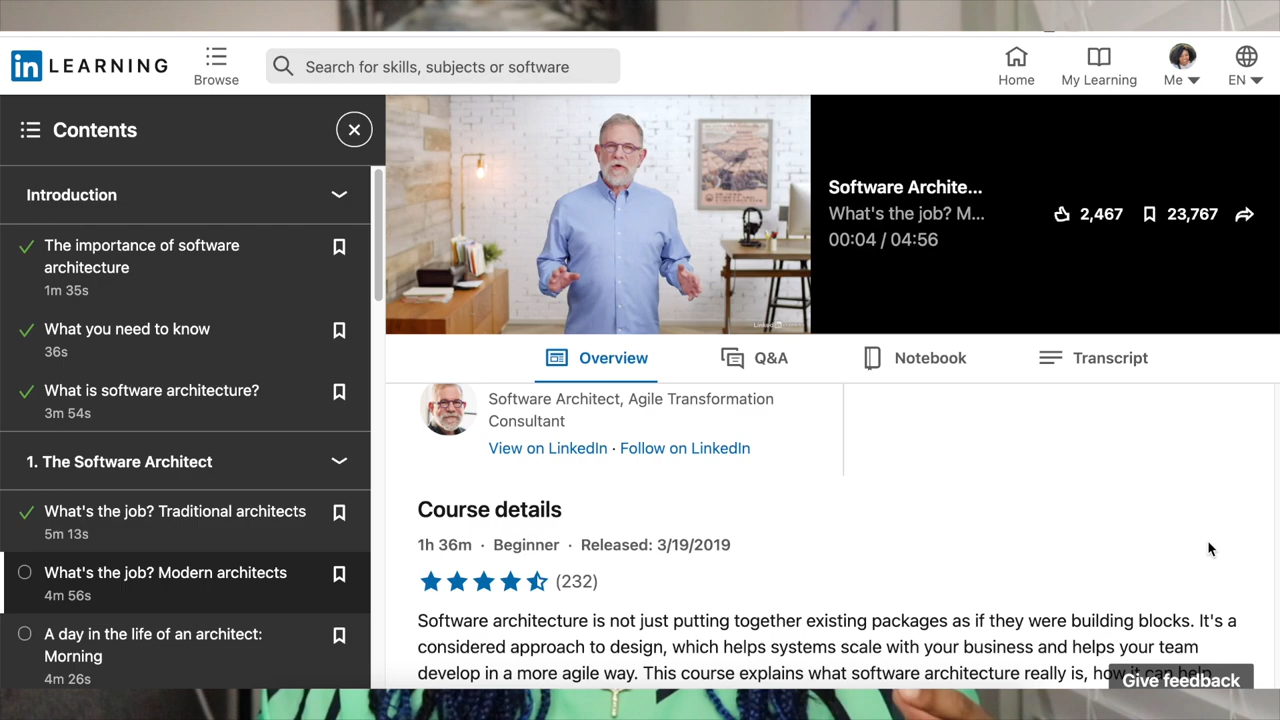 in LEARNING
Browse
Search for skills, subjects or software
Home
My Learning
Me
EN
Contents
Introduction
The importance of software
architecture
1m 35s
What you need to know
36s
What is software architecture?
3m 54s
1. The Software Architect
What's the job? Traditional architects
5m 13s
What's the job? Modern architects
4m 56s
A day in the life of an architect:
Morning
4m 26s
Software Archite...
What's the job? M...
00:04 / 04:56
2,467
23,767
Overview
Q&A
Notebook
Transcript
Software Architect, Agile Transformation
Consultant
View on LinkedIn · Follow on LinkedIn
Course details
1h 36m · Beginner · Released: 3/19/2019
(232)
Software architecture is not just putting together existing packages as if they were building blocks. It's a
considered approach to design, which helps systems scale with your business and helps your team
develop in a more agile way. This course explains what software architecture really is, how it can help
Give feedback